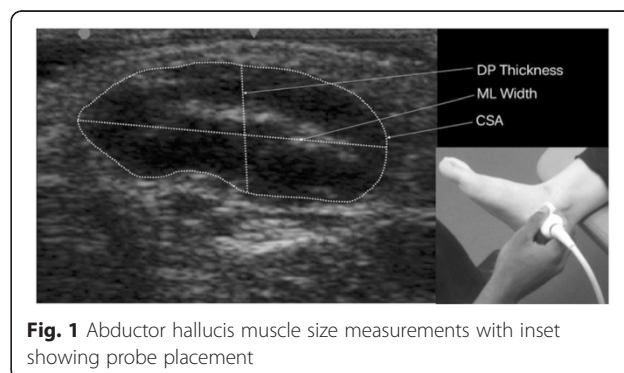 DP Thickness
ML Width
CSA
Fig. 1 Abductor hallucis muscle size measurements with inset
showing probe placement